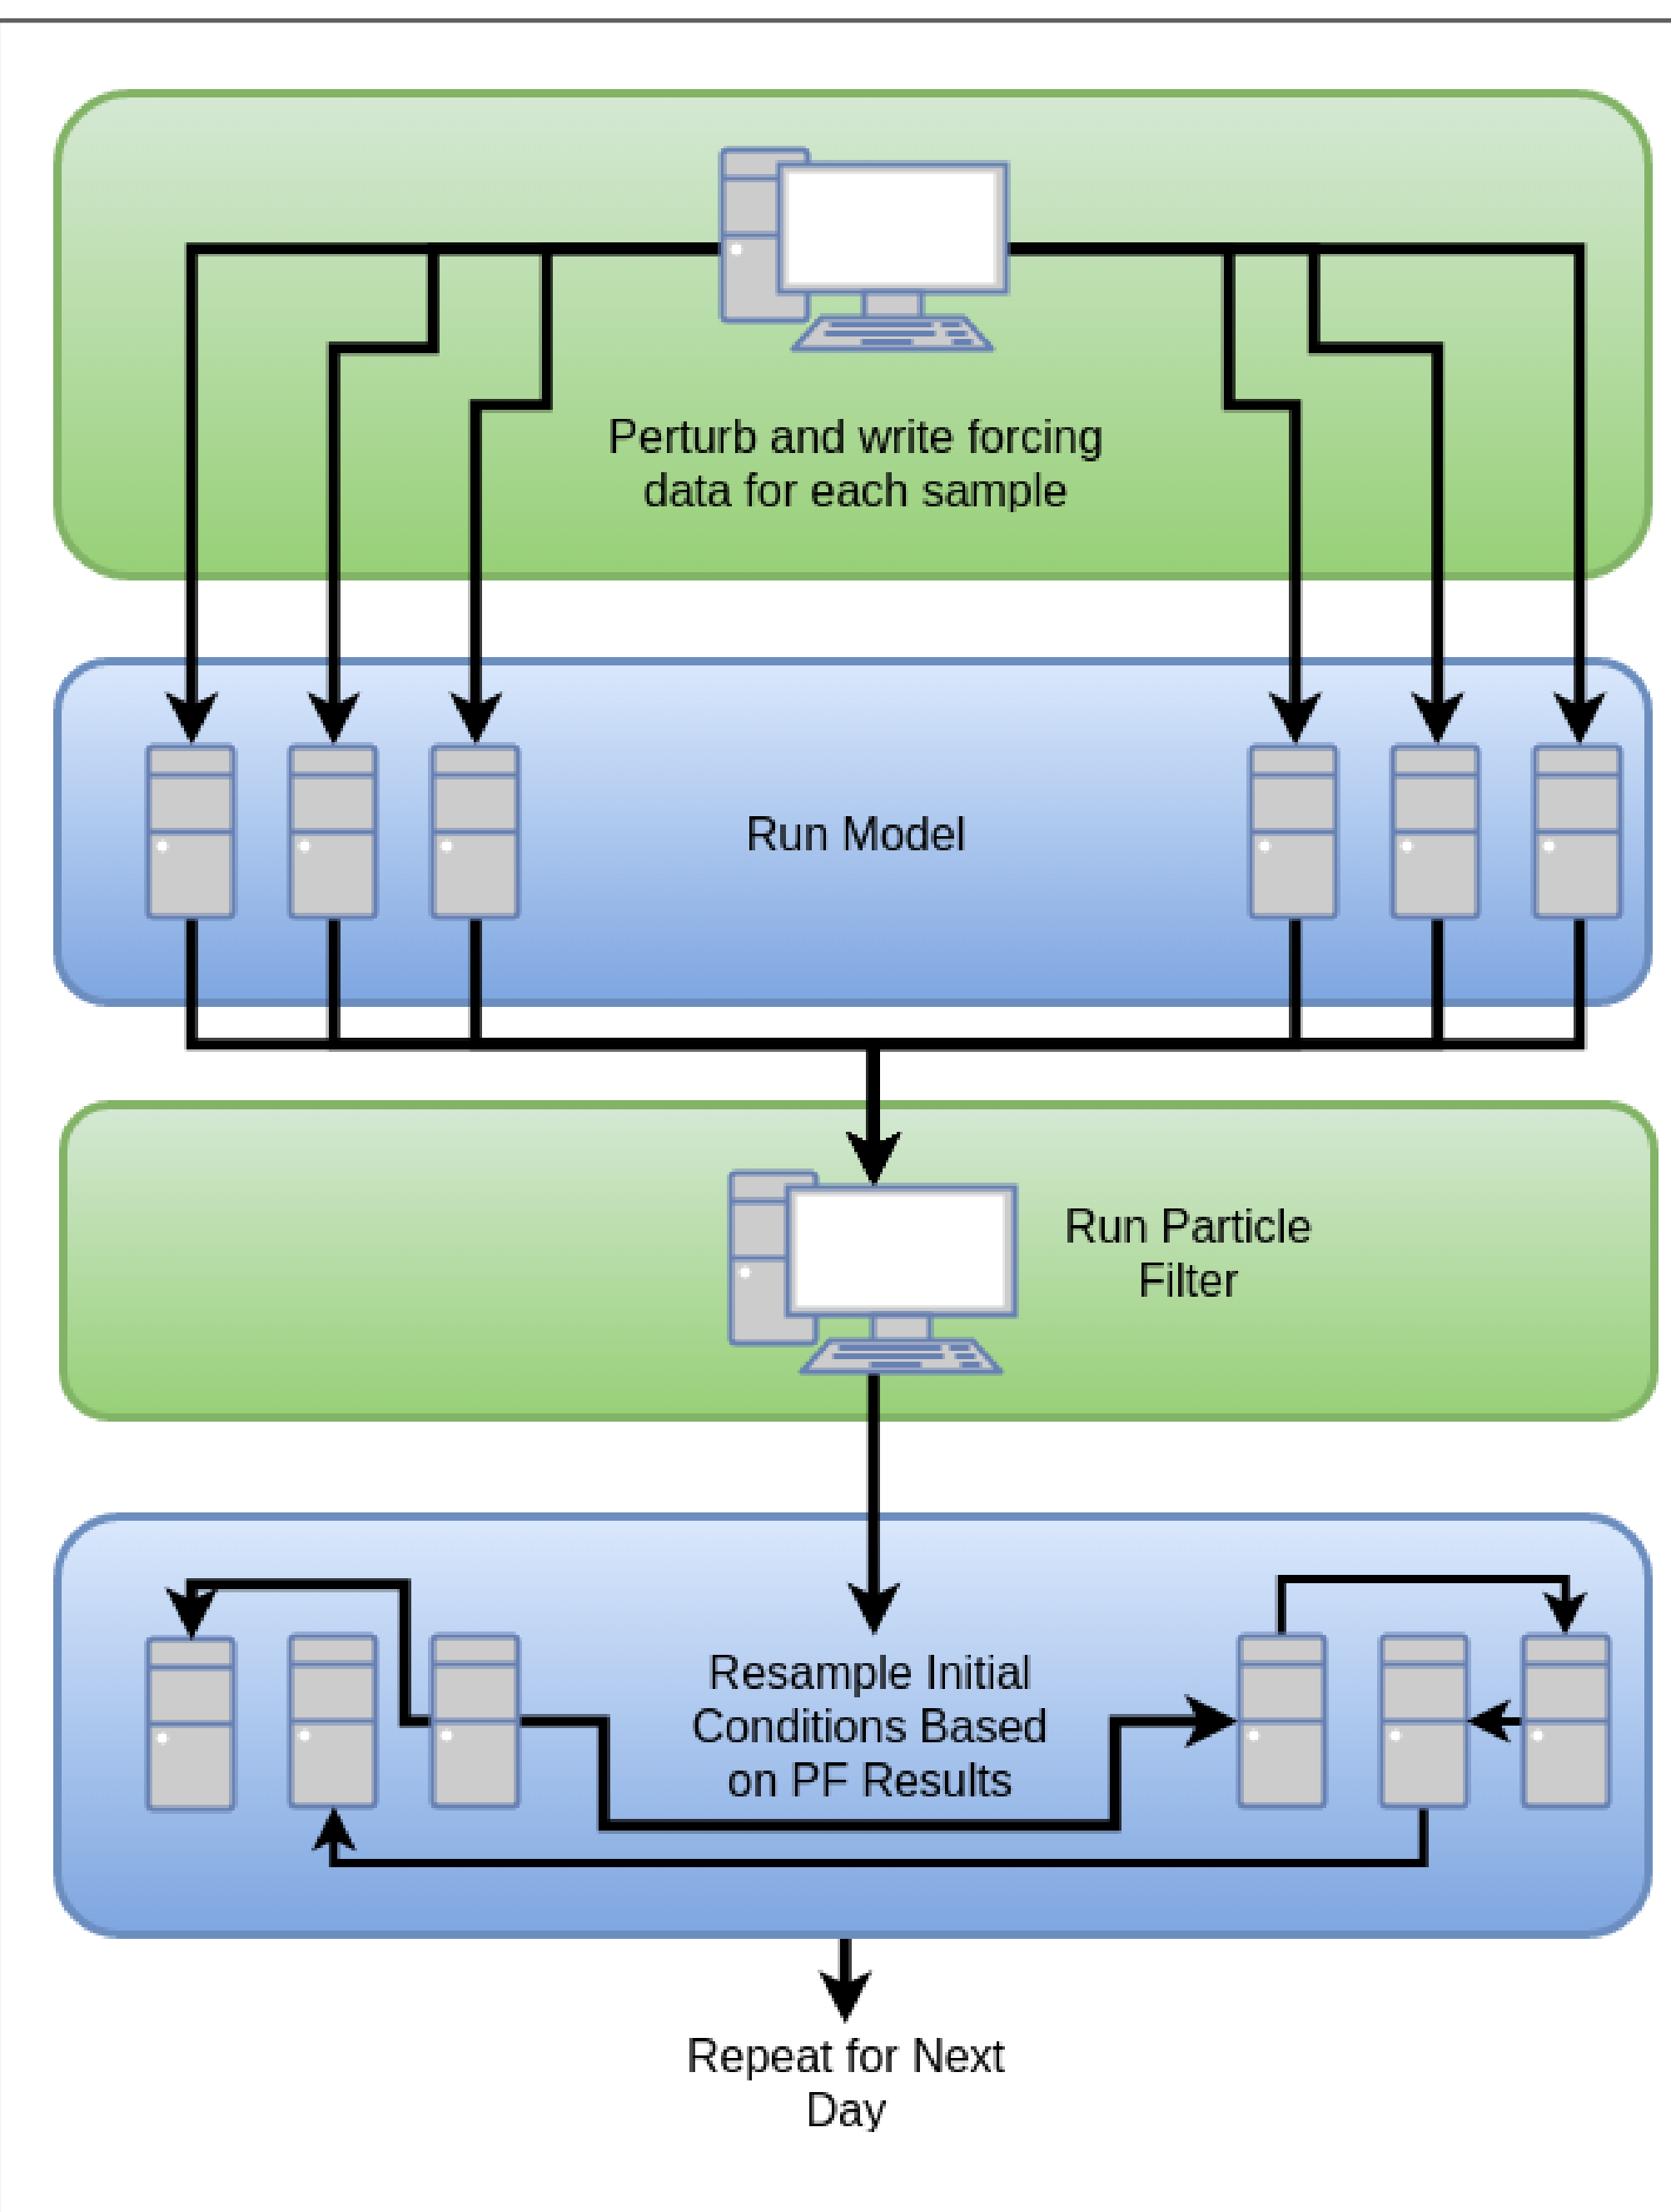 Perturb and write forcing
data for each sample
Run Model
Run Particle
Filter
Resample Initial
Conditions Based
on PF Results
Repeat for Next
Day